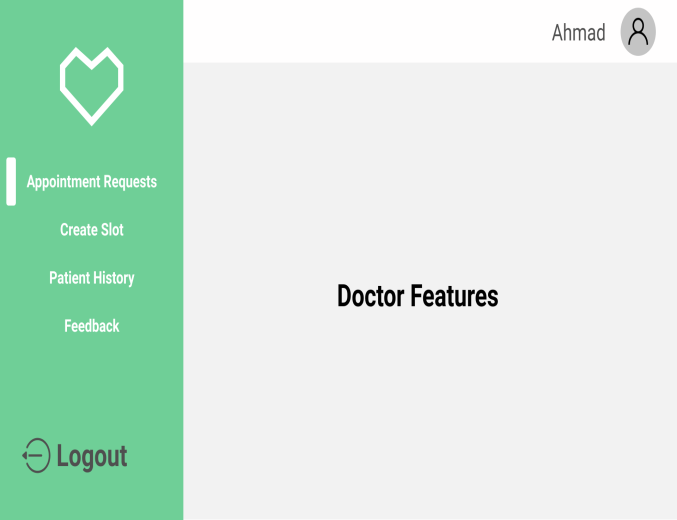 Ahmad
Appointment Requests
Create Slot
Patient History
Feedback
Doctor Features
Logout